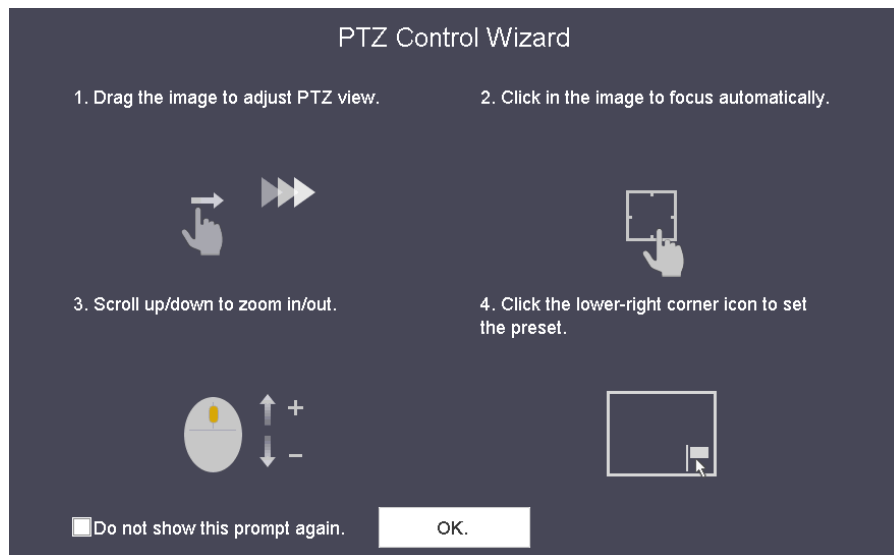 PTZ Control Wizard
1. Drag the image to adjust PTZ view.
2. Click in the image to focus automatically.
3. Scroll up/down to zoom in/out.
4. Click the lower-right corner icon to set
the preset.
Do not show this prompt again.
OK.